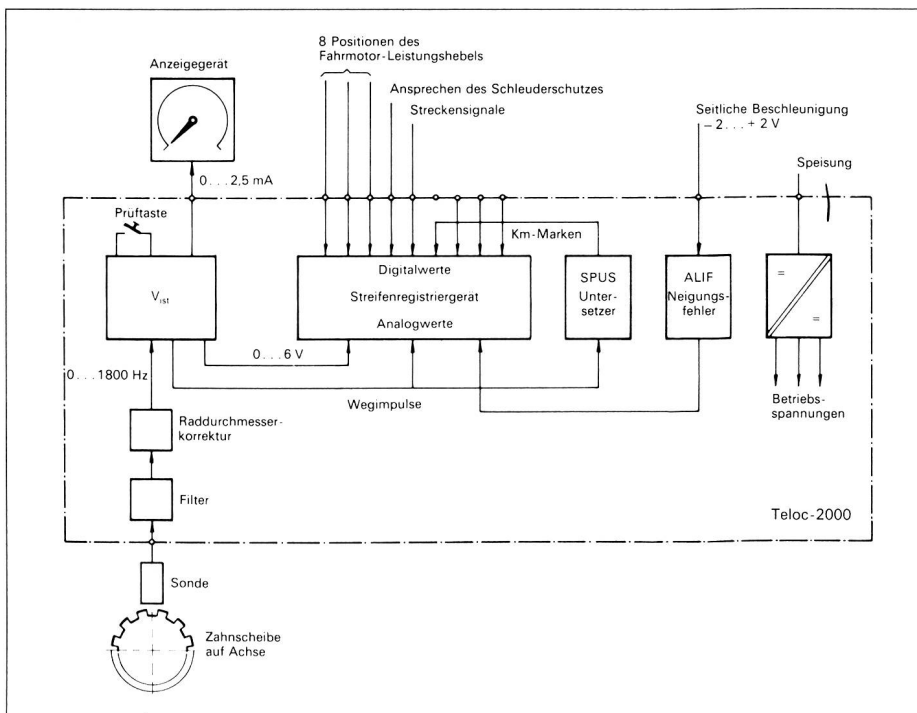 8 Positionen des
Fahrmotor-Leistungshebels
Anzeigegerät
Ansprechen des Schleuderschutzes
Streckensignale
Seitliche Beschleunigung
– 2 . . . + 2 V
Speisung
0 . . . 2,5 mA
Prüftaste
Km-Marken
Vist
Digitalwerte
Streifenregistriergerät
Analogwerte
SPUS
Unter-
setzer
ALIF
Neigungs-
fehler
=
=
0 . . . 6 V
0 . . . 1800 Hz
Wegimpulse
Betriebs-
spannungen
Raddurchmesser-
korrektur
Filter
Teloc-2000
Sonde
Zahnscheibe
auf Achse